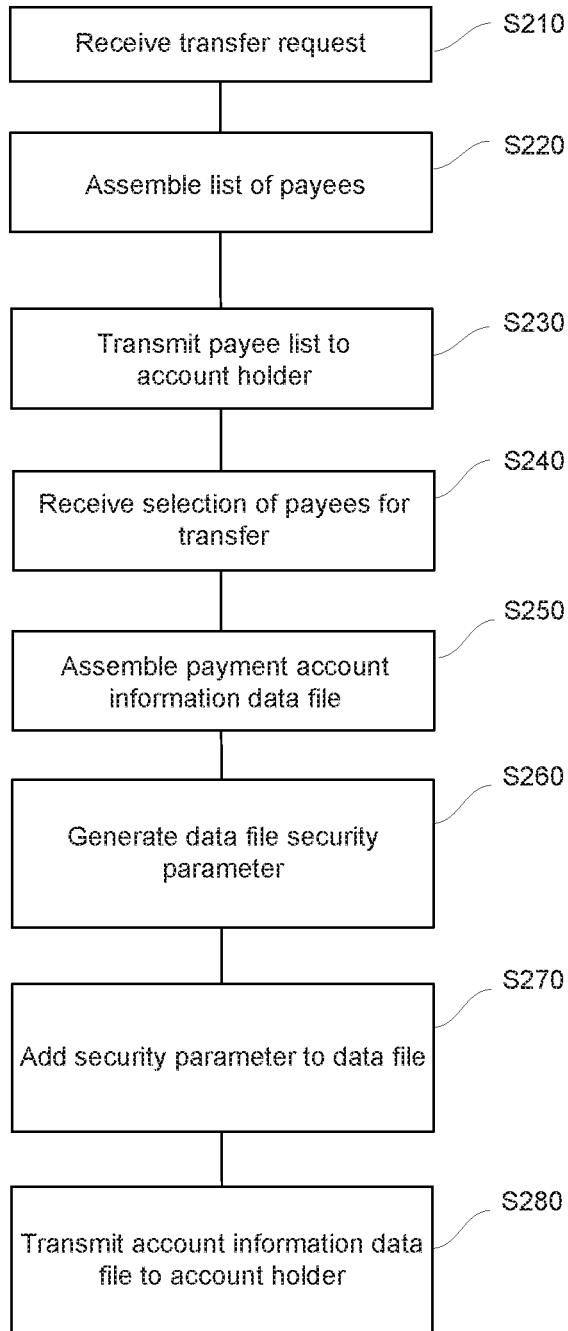 S210
Receive transfer request
S220
Assemble list of payees
S230
Transmit payee list to
account holder
S240
Receive selection of payees for
transfer
S250
Assemble payment account
information data file
S260
Generate data file security
parameter
S270
Add security parameter to data file
S280
Transmit account information data
file to account holder